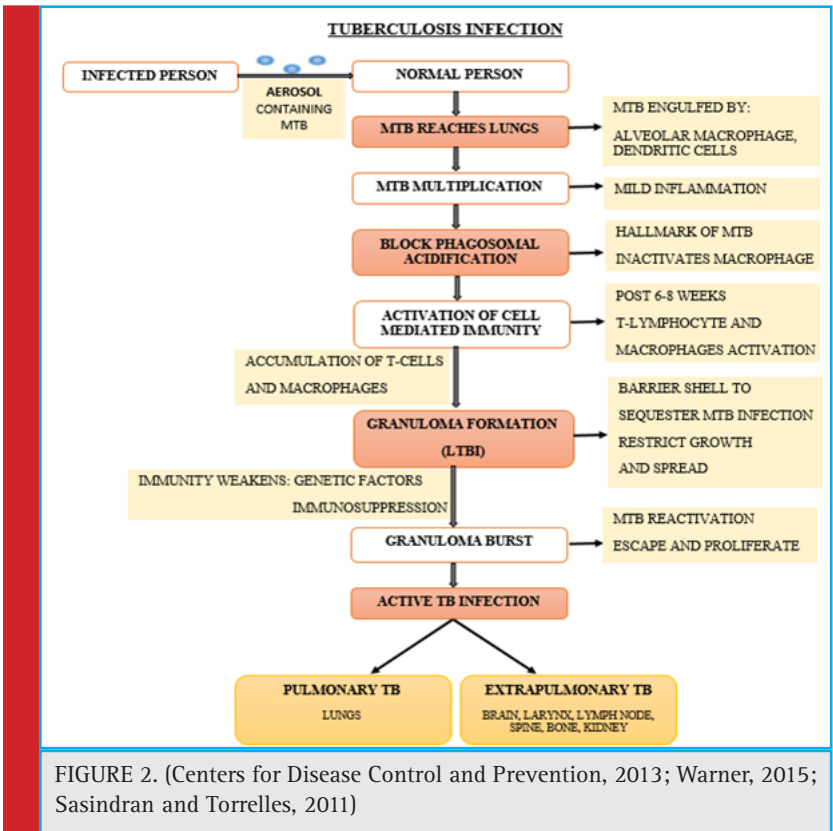 TUBERCULOSIS INFECTION
INFECTED PERSON
AEROSOL
CONTAINING
MTB
NORMAL PERSON
MTB REACHES LUNGS
MTB ENGULFED BY:
ALVEOLAR MACROPHAGE,
DENDRITIC CELLS
MTB MULTIPLICATION
MILD INFLAMMATION
BLOCK PHAGOSOMAL
ACIDIFICATION
HALLMARK OF MTB
INACTIVATES MACROPHAGE
ACTIVATION OF CELL
MEDIATED IMMUNITY
POST 6-8 WEEKS
T-LYMPHOCYTE AND
MACROPHAGES ACTIVATION
ACCUMULATION OF T-CELLS
AND MACROPHAGES
GRANULOMA FORMATION
(LTBI)
BARRIER SHELL TO
SEQUESTER MTB INFECTION
RESTRICT GROWTH
AND SPREAD
IMMUNITY WEAKENS: GENETIC FACTORS
IMMUNOSUPPRESSION
GRANULOMA BURST
MTB REACTIVATION
ESCAPE AND PROLIFERATE
ACTIVE TB INFECTION
PULMONARY TB
LUNGS
EXTRAPULMONARY TB
BRAIN, LARYNX, LYMPH NODE,
SPINE, BONE, KIDNEY
FIGURE 2. (Centers for Disease Control and Prevention, 2013; Warner, 2015;
Sasindran and Torrelles, 2011)